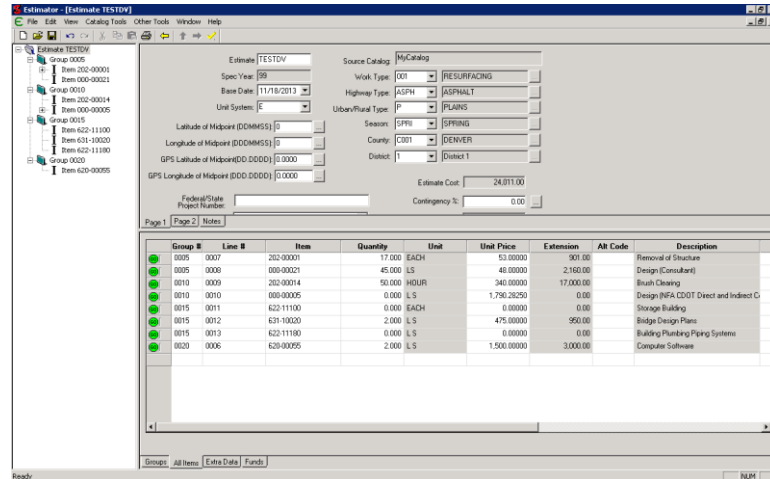 Estimator - [Estimate TESTDV]
File Edit View Catalog Tools Other Tools Window Help
Estimate TESTDV
Group 0005
Item 202-00001
Item 000-00021
Group 0010
Item 202-00014
Item 000-00005
Group 0015
Item 622-11100
Item 631-10020
Item 622-11180
Group 0020
Item 620-00055
Estimate TESTDV Source Catalog: MyCatalog
Spec Year: 99 Work Type: 001 RESURFACING
Base Date: 11/18/2013 Highway Type: ASPH ASPHALT
Unit System: E Urban/Rural Type: P PLAINS
Latitude of Midpoint (DDMMSS): 0 Season: SPRI SPRING
Longitude of Midpoint (DDDMMSS): 0 County: C001 DENVER
GPS Latitude of Midpoint(DD.DDDD): 0.0000 District: 1 District 1
GPS Longitude of Midpoint(DDD.DDDD): 0.0000 Estimate Cost: 24,011.00
Federal/State Project Number: Contingency %: 0.00 ...
Page 1 Page 2 Notes
Group # Line # Item Quantity Unit Unit Price Extension Alt Code Description
0005 0007 202-00001 17.000 EACH 53.00000 901.00 Removal of Structure
0005 0008 000-00021 45.000 LS 48.00000 2,160.00 Design (Consultant)
0010 0009 202-00014 50.000 HOUR 340.00000 17,000.00 Brush Clearing
0010 0010 000-00005 0.000 L S 1,790.28250 0.00 Design (NFA CDOT Direct and Indirect C
0015 0011 622-11100 0.000 EACH 0.00000 0.00 Storage Building
0015 0012 631-10020 2.000 L S 475.00000 950.00 Bridge Design Plans
0015 0013 622-11180 0.000 L S 0.00000 0.00 Building Plumbing Piping Systems
0020 0006 620-00055 2.000 L S 1,500.00000 3,000.00 Computer Software
Groups All Items Extra Data Funds
Ready NUM